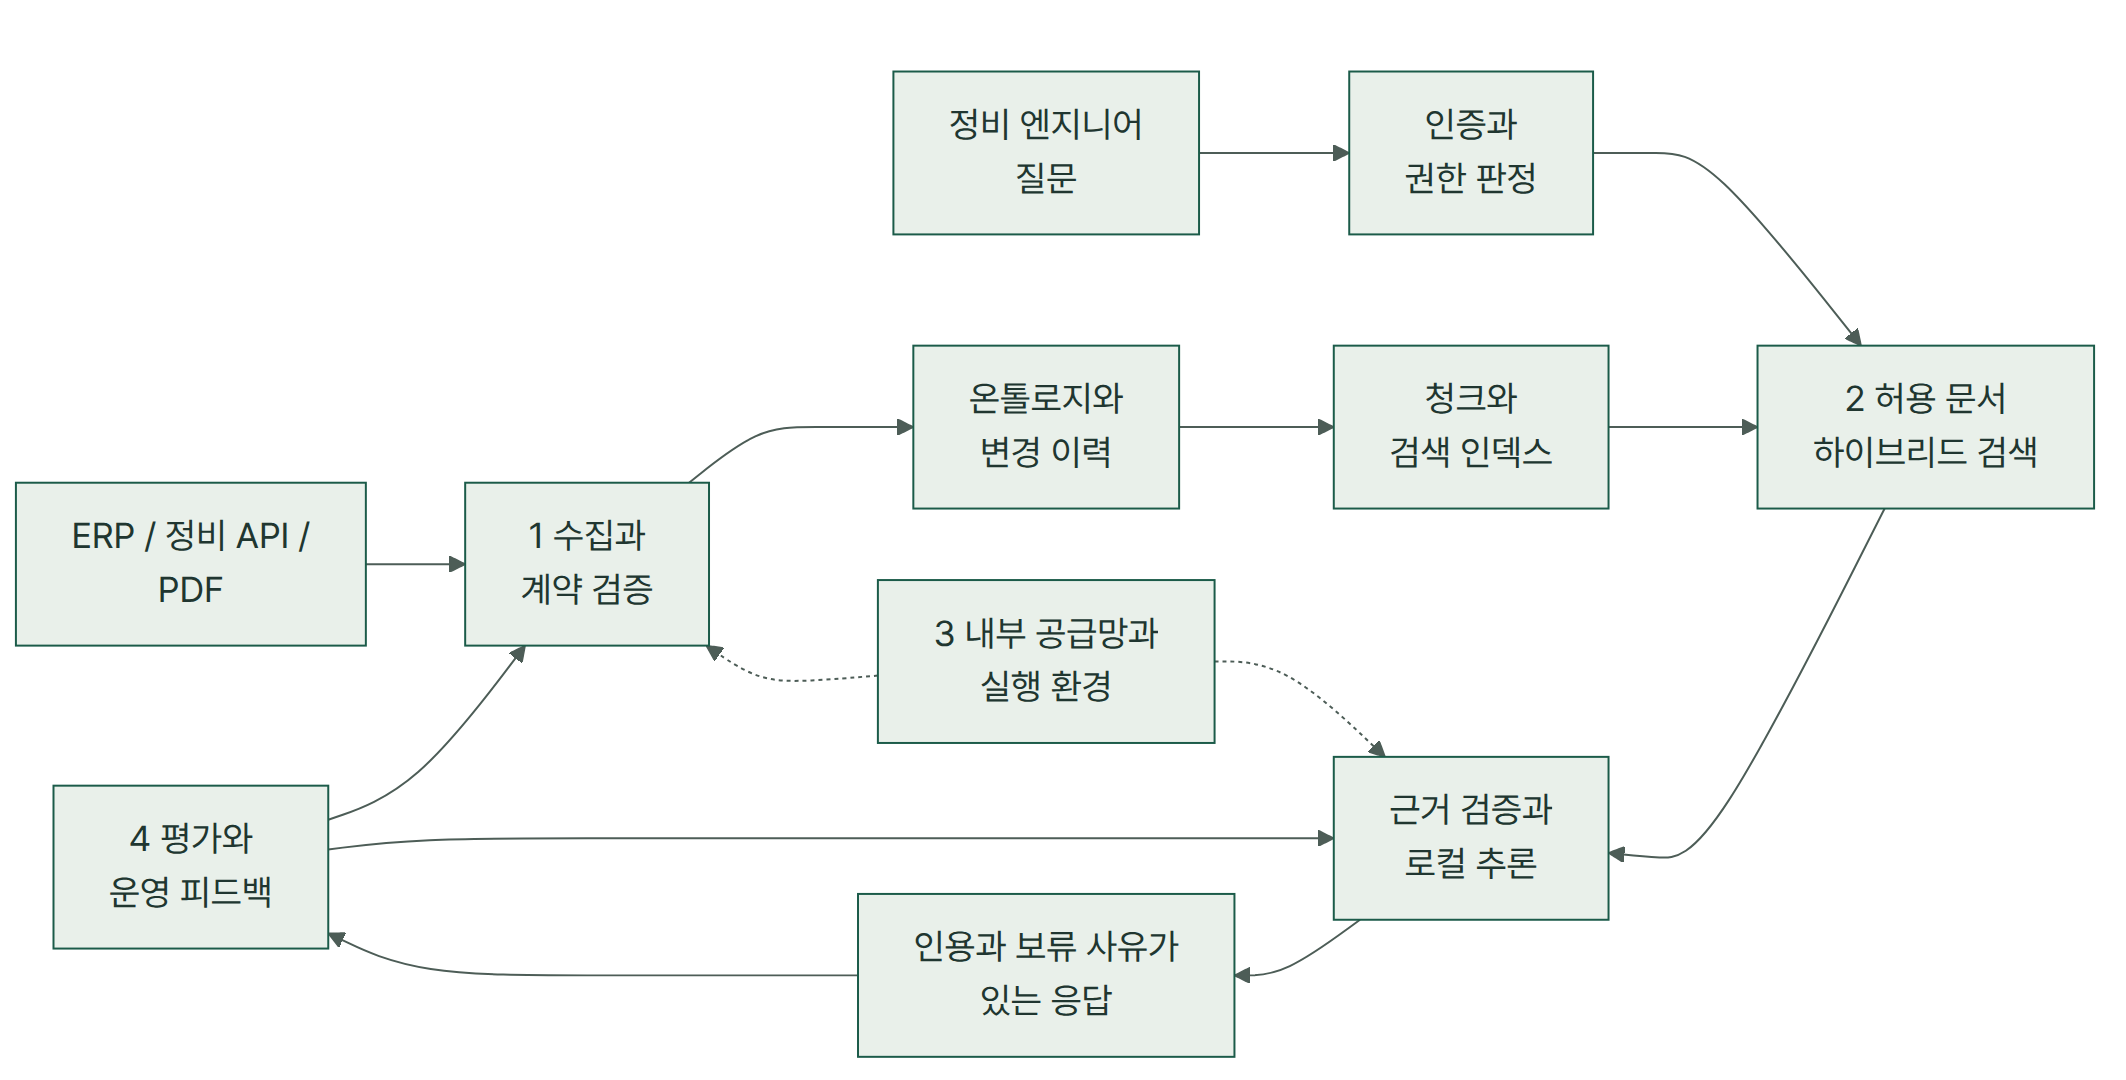 정비 엔지니어
질문
인증과
권한 판정
온톨로지와
변경 이력
청크와
검색 인덱스
2 허용 문서
하이브리드 검색
ERP / 정비 API /
PDF
1 수집과
계약 검증
3 내부 공급망과
실행 환경
4 평가와
운영 피드백
근거 검증과
로컬 추론
인용과 보류 사유가
있는 응답